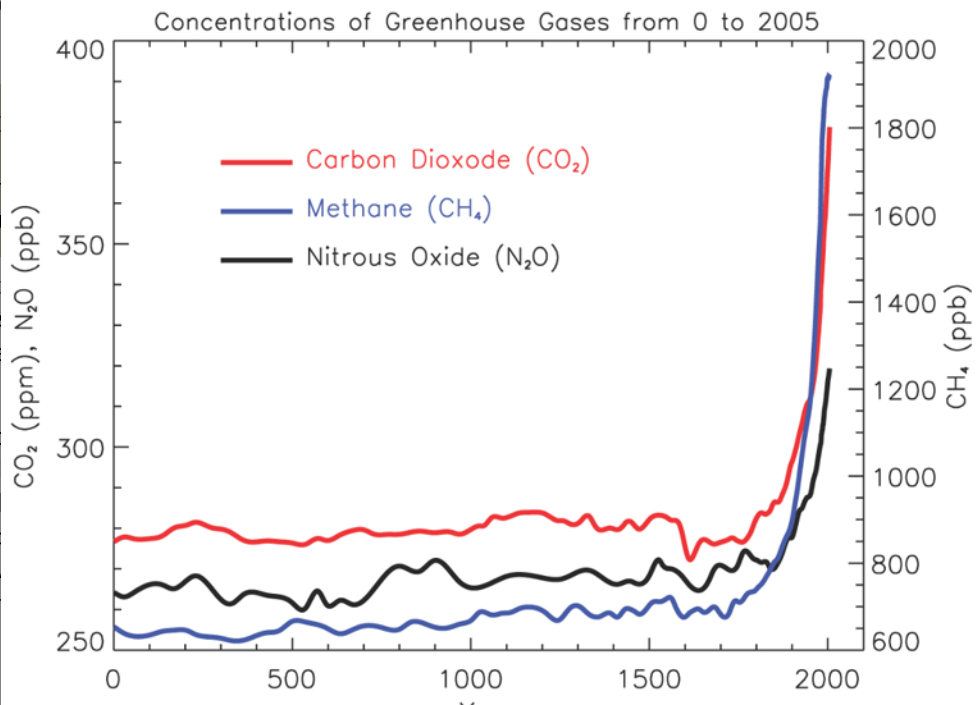 Concentrations of Greenhouse Gases from 0 to 2005
400
350
300
250
CO₂ (ppm), N₂O (ppb)
Carbon Dioxode (CO₂)
Methane (CH₄)
Nitrous Oxide (N₂O)
2000
1800
1600
1400
1200
1000
800
600
CH₄ (ppb)
0 500 1000 1500 2000